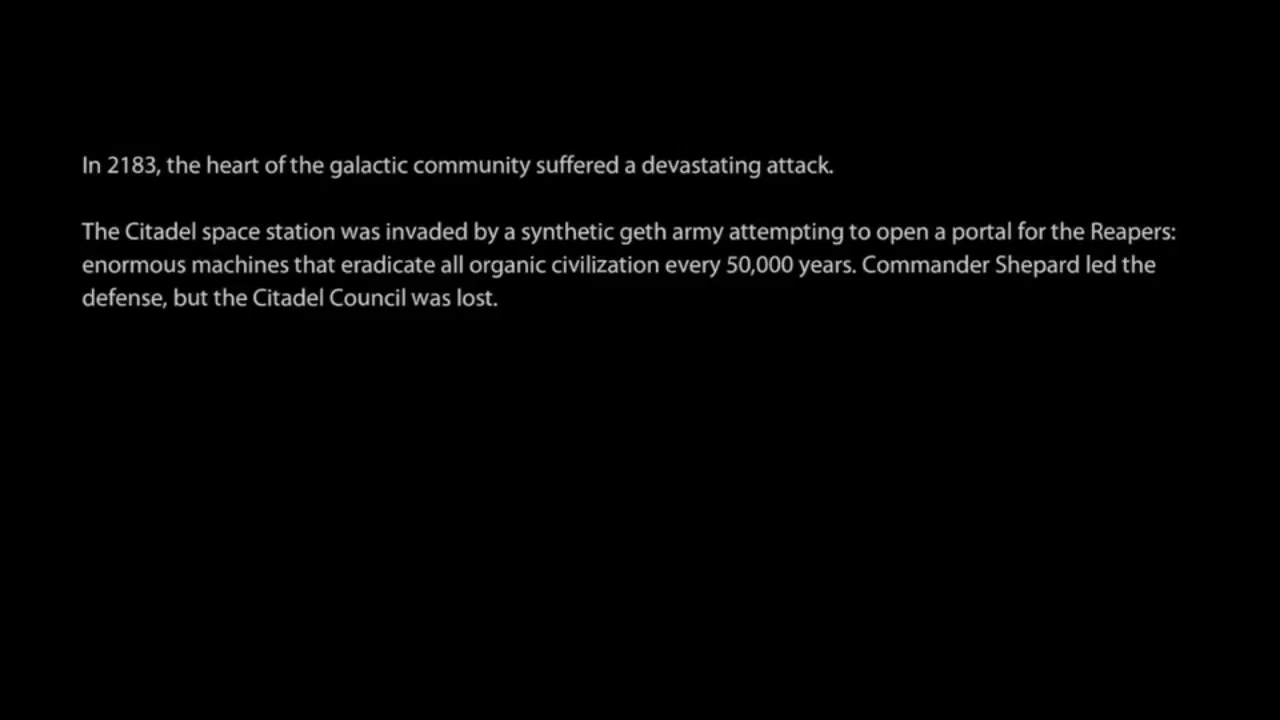 In 2183, the heart of the galactic community suffered a devastating attack.
The Citadel space station was invaded by a synthetic geth army attempting to open a portal for the Reapers:
enormous machines that eradicate all organic civilization every 50,000 years. Commander Shepard led the
defense, but the Citadel Council was lost.